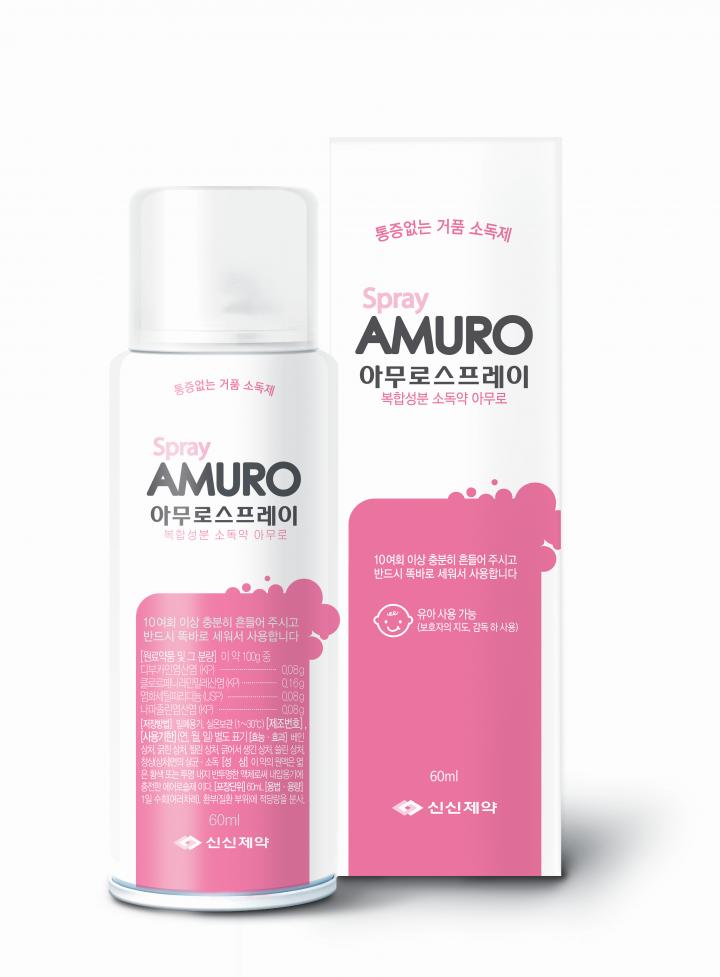 통증없는 거품 소독제
Spray
AMURO
아무로스프레이
복합성분 소독약 아무로
10여회 이상 충분히 흔들어 주시고
반드시 똑바로 세워서 사용합니다
[원료약품 및 그 분량] 이 약 100g 중
디부카인염산염 (KP) 0.08g
클로르페니라민말레산염 (KP) 0.16g
염화세틸피리디늄 (USP) 0.08g
나파졸린염산염 (KP) 0.08g
[저장방법] 밀폐용기, 실온보관 (1~30℃) [제조번호],
[사용기한] (연, 월, 일) 별도 표기 [효능·효과] 베인
상처, 긁힌 상처, 찔린 상처, 긁어서 생긴 상처, 쓸린 상처,
창상(상처)면의 살균·소독 [성 상] 이 약의 원액은 엷
은 황색 또는 투명 내지 반투명한 액체로써 내압용기에
충전한 에어로솔제 이다. [포장단위] 60mL [용법·용량]
1일 수회(여러차례), 환부(질환 부위)에 적당량을 분사,
60ml
신신제약
통증없는 거품 소독제
Spray
AMURO
아무로스프레이
복합성분 소독약 아무로
10여회 이상 충분히 흔들어 주시고
반드시 똑바로 세워서 사용합니다
유아 사용 가능
(보호자의 지도, 감독 하 사용)
60ml
신신제약